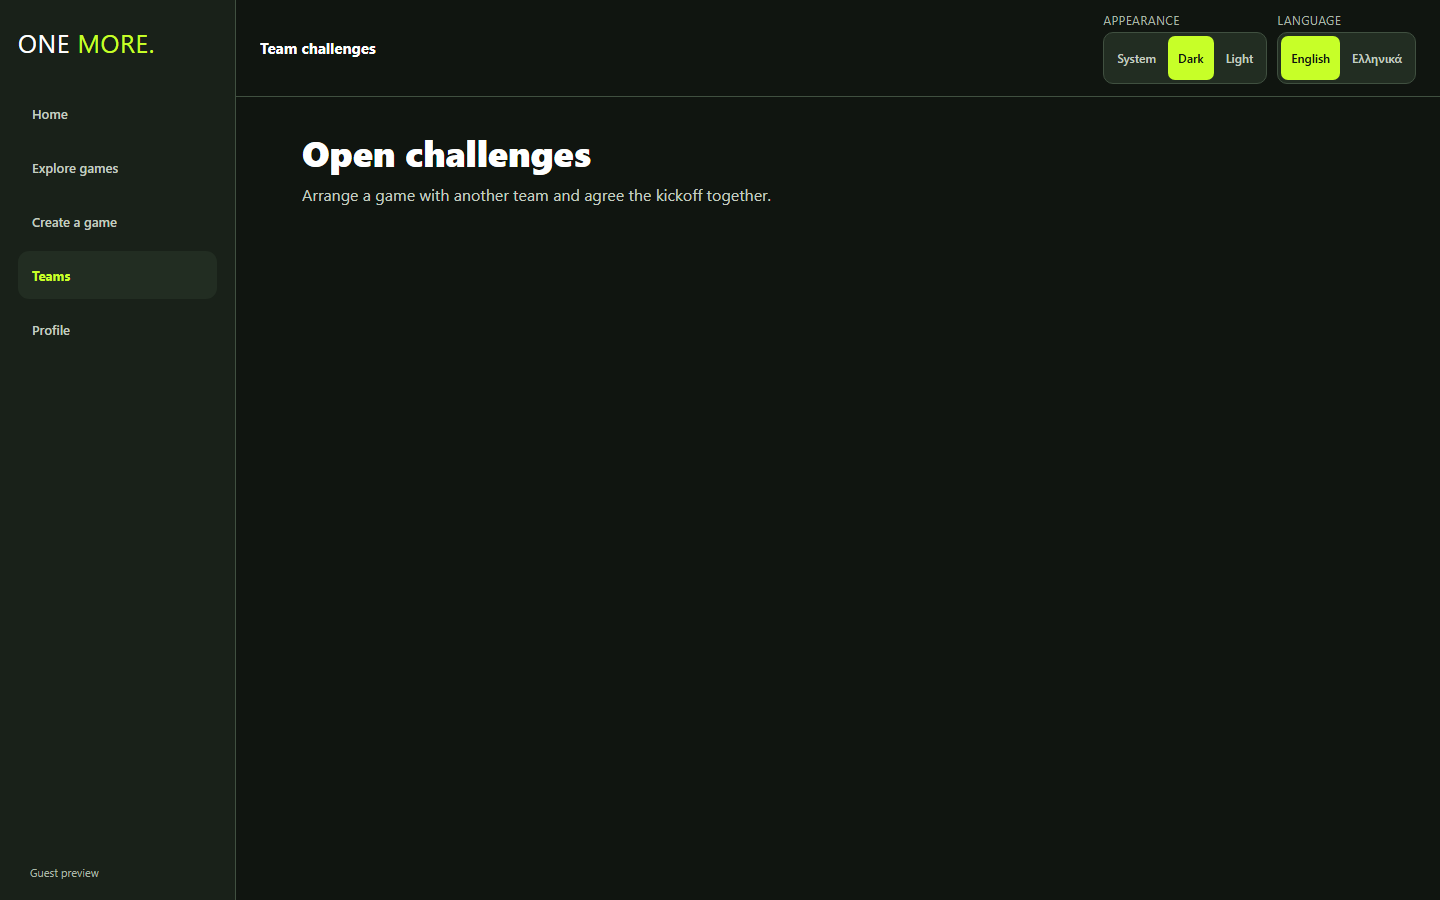 ONE MORE.
Home
Explore games
Create a game
Teams
Profile
Guest preview
Team challenges
APPEARANCE
System Dark Light
LANGUAGE
English Ελληνικά
Open challenges
Arrange a game with another team and agree the kickoff together.